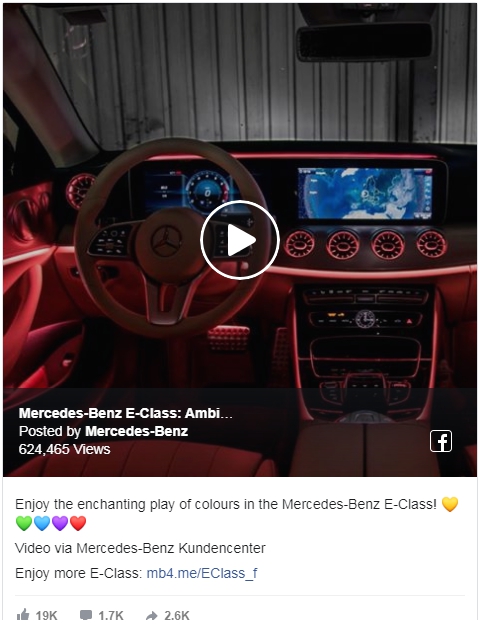 Mercedes-Benz E-Class: Ambi...
Posted by Mercedes-Benz
624,465 Views
Enjoy the enchanting play of colours in the Mercedes-Benz E-Class! 💛
💚💙💜❤️
Video via Mercedes-Benz Kundencenter
Enjoy more E-Class: mb4.me/EClass_f
19K 1.7K 2.6K